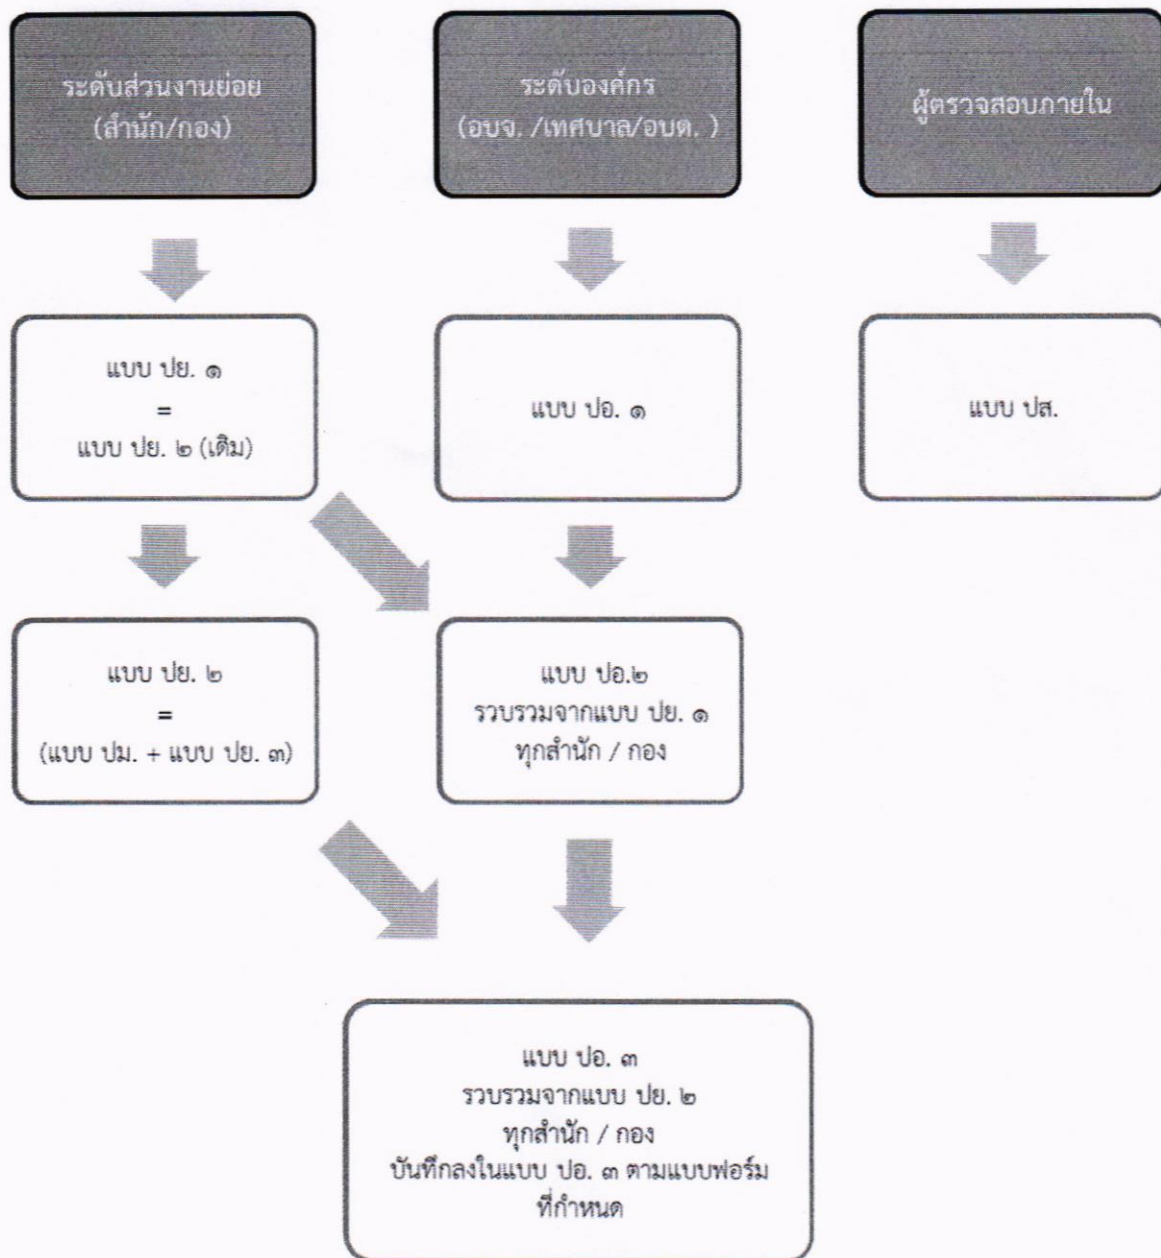 ระดับส่วนงานย่อย
(สำนัก/กอง)
ระดับองค์กร
(อบจ. /เทศบาล/อบต. )
ผู้ตรวจสอบภายใน
แบบ ปย. ๑
=
แบบ ปย. ๒ (เดิม)
แบบ ปอ. ๑
แบบ ปส.
แบบ ปย. ๒
=
(แบบ ปม. + แบบ ปย. ๓)
แบบ ปอ.๒
รวบรวมจากแบบ ปย. ๑
ทุกสำนัก / กอง
แบบ ปอ. ๓
รวบรวมจากแบบ ปย. ๒
ทุกสำนัก / กอง
บันทึกลงในแบบ ปอ. ๓ ตามแบบฟอร์ม
ที่กำหนด